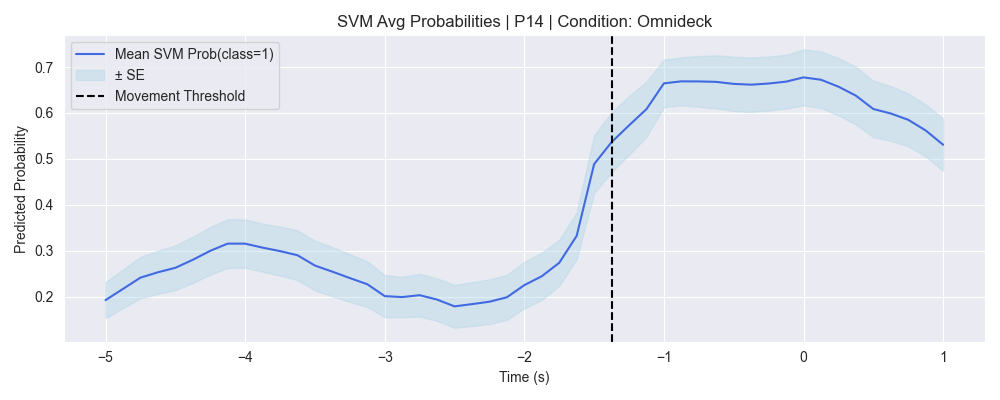 SVM Avg Probabilities | P14 | Condition: Omnideck
Mean SVM Prob(class=1)
± SE
Movement Threshold
Predicted Probability
0.7
0.6
0.5
0.4
0.3
0.2
−5
−4
−3
−2
−1
0
1
Time (s)